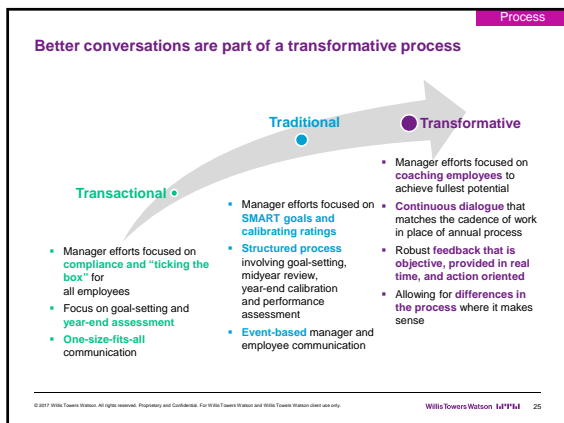 Process
Better conversations are part of a transformative process
Transactional
▪ Manager efforts focused on
compliance and “ticking the
box” for
all employees
▪ Focus on goal-setting and
year-end assessment
▪ One-size-fits-all
communication
Traditional
▪ Manager efforts focused on
SMART goals and
calibrating ratings
▪ Structured process
involving goal-setting,
midyear review,
year-end calibration
and performance
assessment
▪ Event-based manager and
employee communication
Transformative
▪ Manager efforts focused on
coaching employees to
achieve fullest potential
▪ Continuous dialogue that
matches the cadence of work
in place of annual process
▪ Robust feedback that is
objective, provided in real
time, and action oriented
▪ Allowing for differences in
the process where it makes
sense
© 2017 Willis Towers Watson. All rights reserved. Proprietary and Confidential. For Willis Towers Watson and Willis Towers Watson client use only.
Willis Towers Watson
25